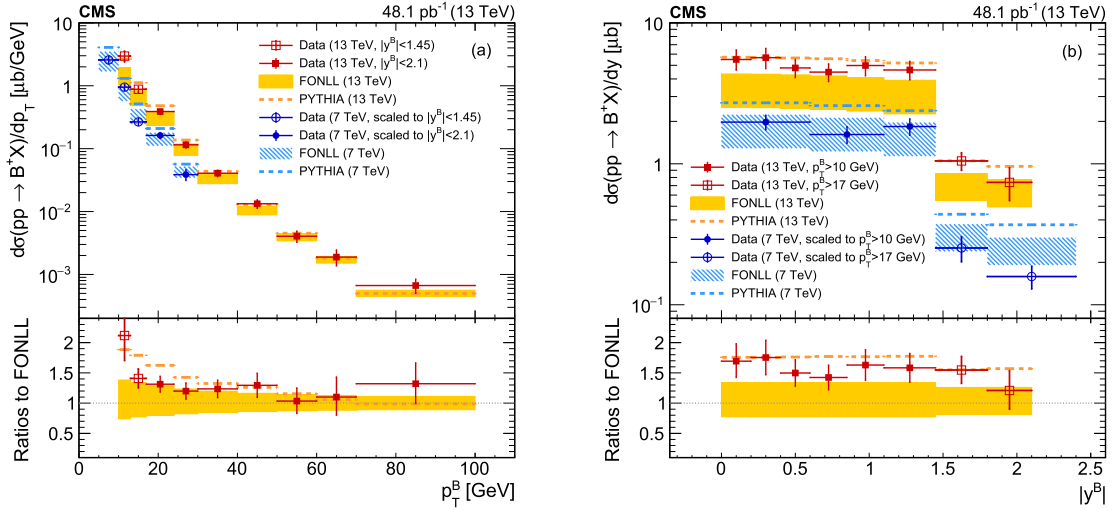 CMS 48.1 pb⁻¹ (13 TeV)
(a)
dσ(pp → B⁺X)/dp_T [μb/GeV]
10
1
10⁻¹
10⁻²
10⁻³
Data (13 TeV, |y^B|<1.45)
Data (13 TeV, |y^B|<2.1)
FONLL (13 TeV)
PYTHIA (13 TeV)
Data (7 TeV, scaled to |y^B|<1.45)
Data (7 TeV, scaled to |y^B|<2.1)
FONLL (7 TeV)
PYTHIA (7 TeV)
Ratios to FONLL
2
1.5
1
0.5
0 20 40 60 80 100
p_T^B [GeV]
CMS 48.1 pb⁻¹ (13 TeV)
(b)
dσ(pp → B⁺X)/dy [μb]
10
1
10⁻¹
Data (13 TeV, p_T^B>10 GeV)
Data (13 TeV, p_T^B>17 GeV)
FONLL (13 TeV)
PYTHIA (13 TeV)
Data (7 TeV, scaled to p_T^B>10 GeV)
Data (7 TeV, scaled to p_T^B>17 GeV)
FONLL (7 TeV)
PYTHIA (7 TeV)
Ratios to FONLL
2
1.5
1
0.5
0 0.5 1 1.5 2 2.5
|y^B|